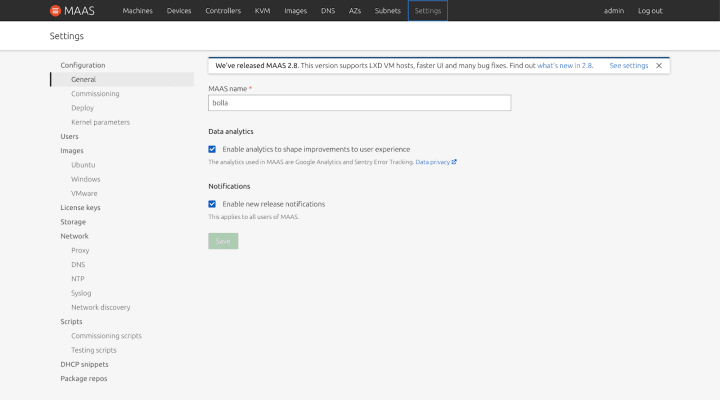 MAAS Machines Devices Controllers KVM Images DNS AZs Subnets Settings admin Log out
Settings
Configuration
General
Commissioning
Deploy
Kernel parameters
Users
Images
Ubuntu
Windows
VMware
License keys
Storage
Network
Proxy
DNS
NTP
Syslog
Network discovery
Scripts
Commissioning scripts
Testing scripts
DHCP snippets
Package repos
We've released MAAS 2.8. This version supports LXD VM hosts, faster UI and many bug fixes. Find out what's new in 2.8. See settings
MAAS name *
bolla
Data analytics
Enable analytics to shape improvements to user experience
The analytics used in MAAS are Google Analytics and Sentry Error Tracking. Data privacy
Notifications
Enable new release notifications
This applies to all users of MAAS.
Save